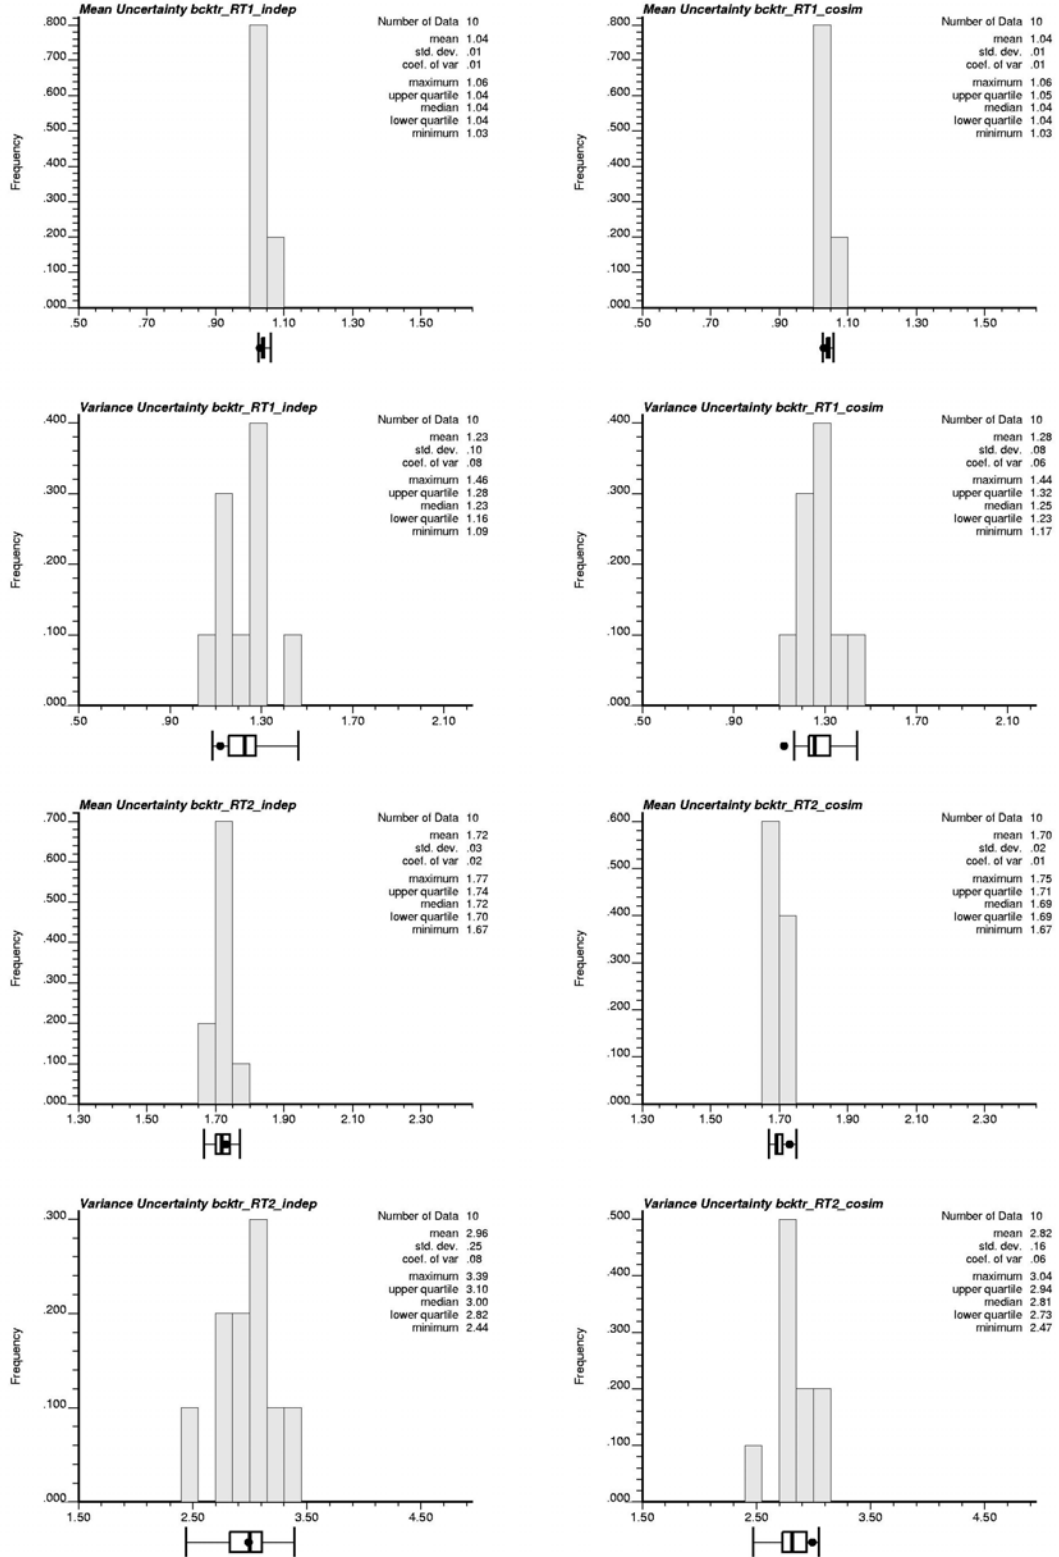 Mean Uncertainty bcktr_RT1_indep
Number of Data 10
mean 1.04
std. dev. .01
coef. of var .01
maximum 1.06
upper quartile 1.04
median 1.04
lower quartile 1.04
minimum 1.03
Frequency
.800
.700
.600
.500
.400
.300
.200
.100
.000
.50 .70 .90 1.10 1.30 1.50
Mean Uncertainty bcktr_RT1_cosim
Number of Data 10
mean 1.04
std. dev. .01
coef. of var .01
maximum 1.06
upper quartile 1.05
median 1.04
lower quartile 1.04
minimum 1.03
Frequency
.800
.700
.600
.500
.400
.300
.200
.100
.000
.50 .70 .90 1.10 1.30 1.50
Variance Uncertainty bcktr_RT1_indep
Number of Data 10
mean 1.23
std. dev. .10
coef. of var .08
maximum 1.46
upper quartile 1.28
median 1.23
lower quartile 1.16
minimum 1.09
Frequency
.400
.300
.200
.100
.000
.50 .90 1.30 1.70 2.10
Variance Uncertainty bcktr_RT1_cosim
Number of Data 10
mean 1.28
std. dev. .08
coef. of var .06
maximum 1.44
upper quartile 1.32
median 1.25
lower quartile 1.23
minimum 1.17
Frequency
.400
.300
.200
.100
.000
.50 .90 1.30 1.70 2.10
Mean Uncertainty bcktr_RT2_indep
Number of Data 10
mean 1.72
std. dev. .03
coef. of var .02
maximum 1.77
upper quartile 1.74
median 1.72
lower quartile 1.70
minimum 1.67
Frequency
.700
.600
.500
.400
.300
.200
.100
.000
1.30 1.50 1.70 1.90 2.10 2.30
Mean Uncertainty bcktr_RT2_cosim
Number of Data 10
mean 1.70
std. dev. .02
coef. of var .01
maximum 1.75
upper quartile 1.71
median 1.69
lower quartile 1.69
minimum 1.67
Frequency
.600
.500
.400
.300
.200
.100
.000
1.30 1.50 1.70 1.90 2.10 2.30
Variance Uncertainty bcktr_RT2_indep
Number of Data 10
mean 2.96
std. dev. .25
coef. of var .08
maximum 3.39
upper quartile 3.10
median 3.00
lower quartile 2.82
minimum 2.44
Frequency
.300
.200
.100
.000
1.50 2.50 3.50 4.50
Variance Uncertainty bcktr_RT2_cosim
Number of Data 10
mean 2.82
std. dev. .16
coef. of var .06
maximum 3.04
upper quartile 2.94
median 2.81
lower quartile 2.73
minimum 2.47
Frequency
.500
.400
.300
.200
.100
.000
1.50 2.50 3.50 4.50